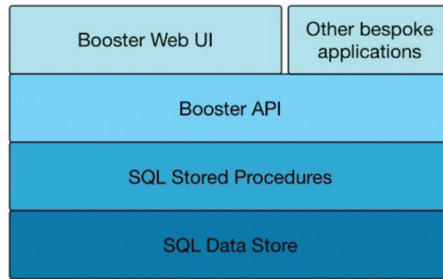 Booster Web UI
Other bespoke
applications
Booster API
SQL Stored Procedures
SQL Data Store